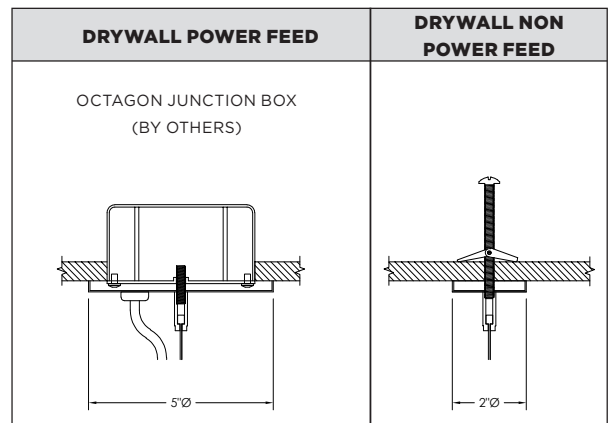 DRYWALL POWER FEED
DRYWALL NON
POWER FEED
OCTAGON JUNCTION BOX
(BY OTHERS)
5"Ø
2"Ø